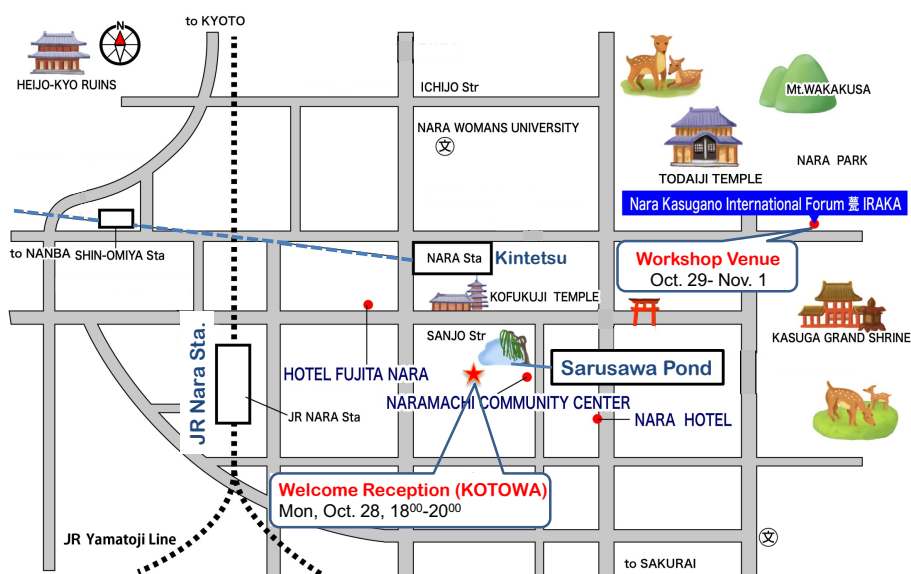 to KYOTO
N
HEIJO-KYO RUINS
ICHIJO Str
Mt.WAKAKUSA
NARA WOMANS UNIVERSITY
文
NARA PARK
TODAIJI TEMPLE
Nara Kasugano International Forum 甍 IRAKA
to NANBA
SHIN-OMIYA Sta
NARA Sta
Kintetsu
Workshop Venue
Oct. 29- Nov. 1
KOFUKUJI TEMPLE
SANJO Str
KASUGA GRAND SHRINE
JR Nara Sta.
HOTEL FUJITA NARA
Sarusawa Pond
NARAMACHI COMMUNITY CENTER
JR NARA Sta
NARA HOTEL
Welcome Reception (KOTOWA)
Mon, Oct. 28, 18⁰⁰-20⁰⁰
JR Yamatoji Line
文
to SAKURAI